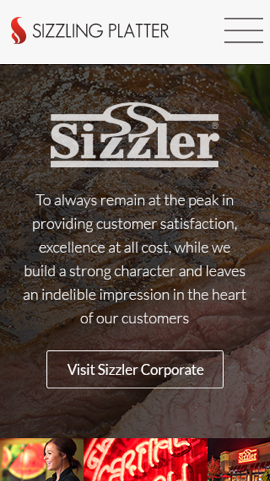 SIZZLING PLATTER
Sizzler
To always remain at the peak in
providing customer satisfaction,
excellence at all cost, while we
build a strong character and leaves
an indelible impression in the heart
of our customers
Visit Sizzler Corporate